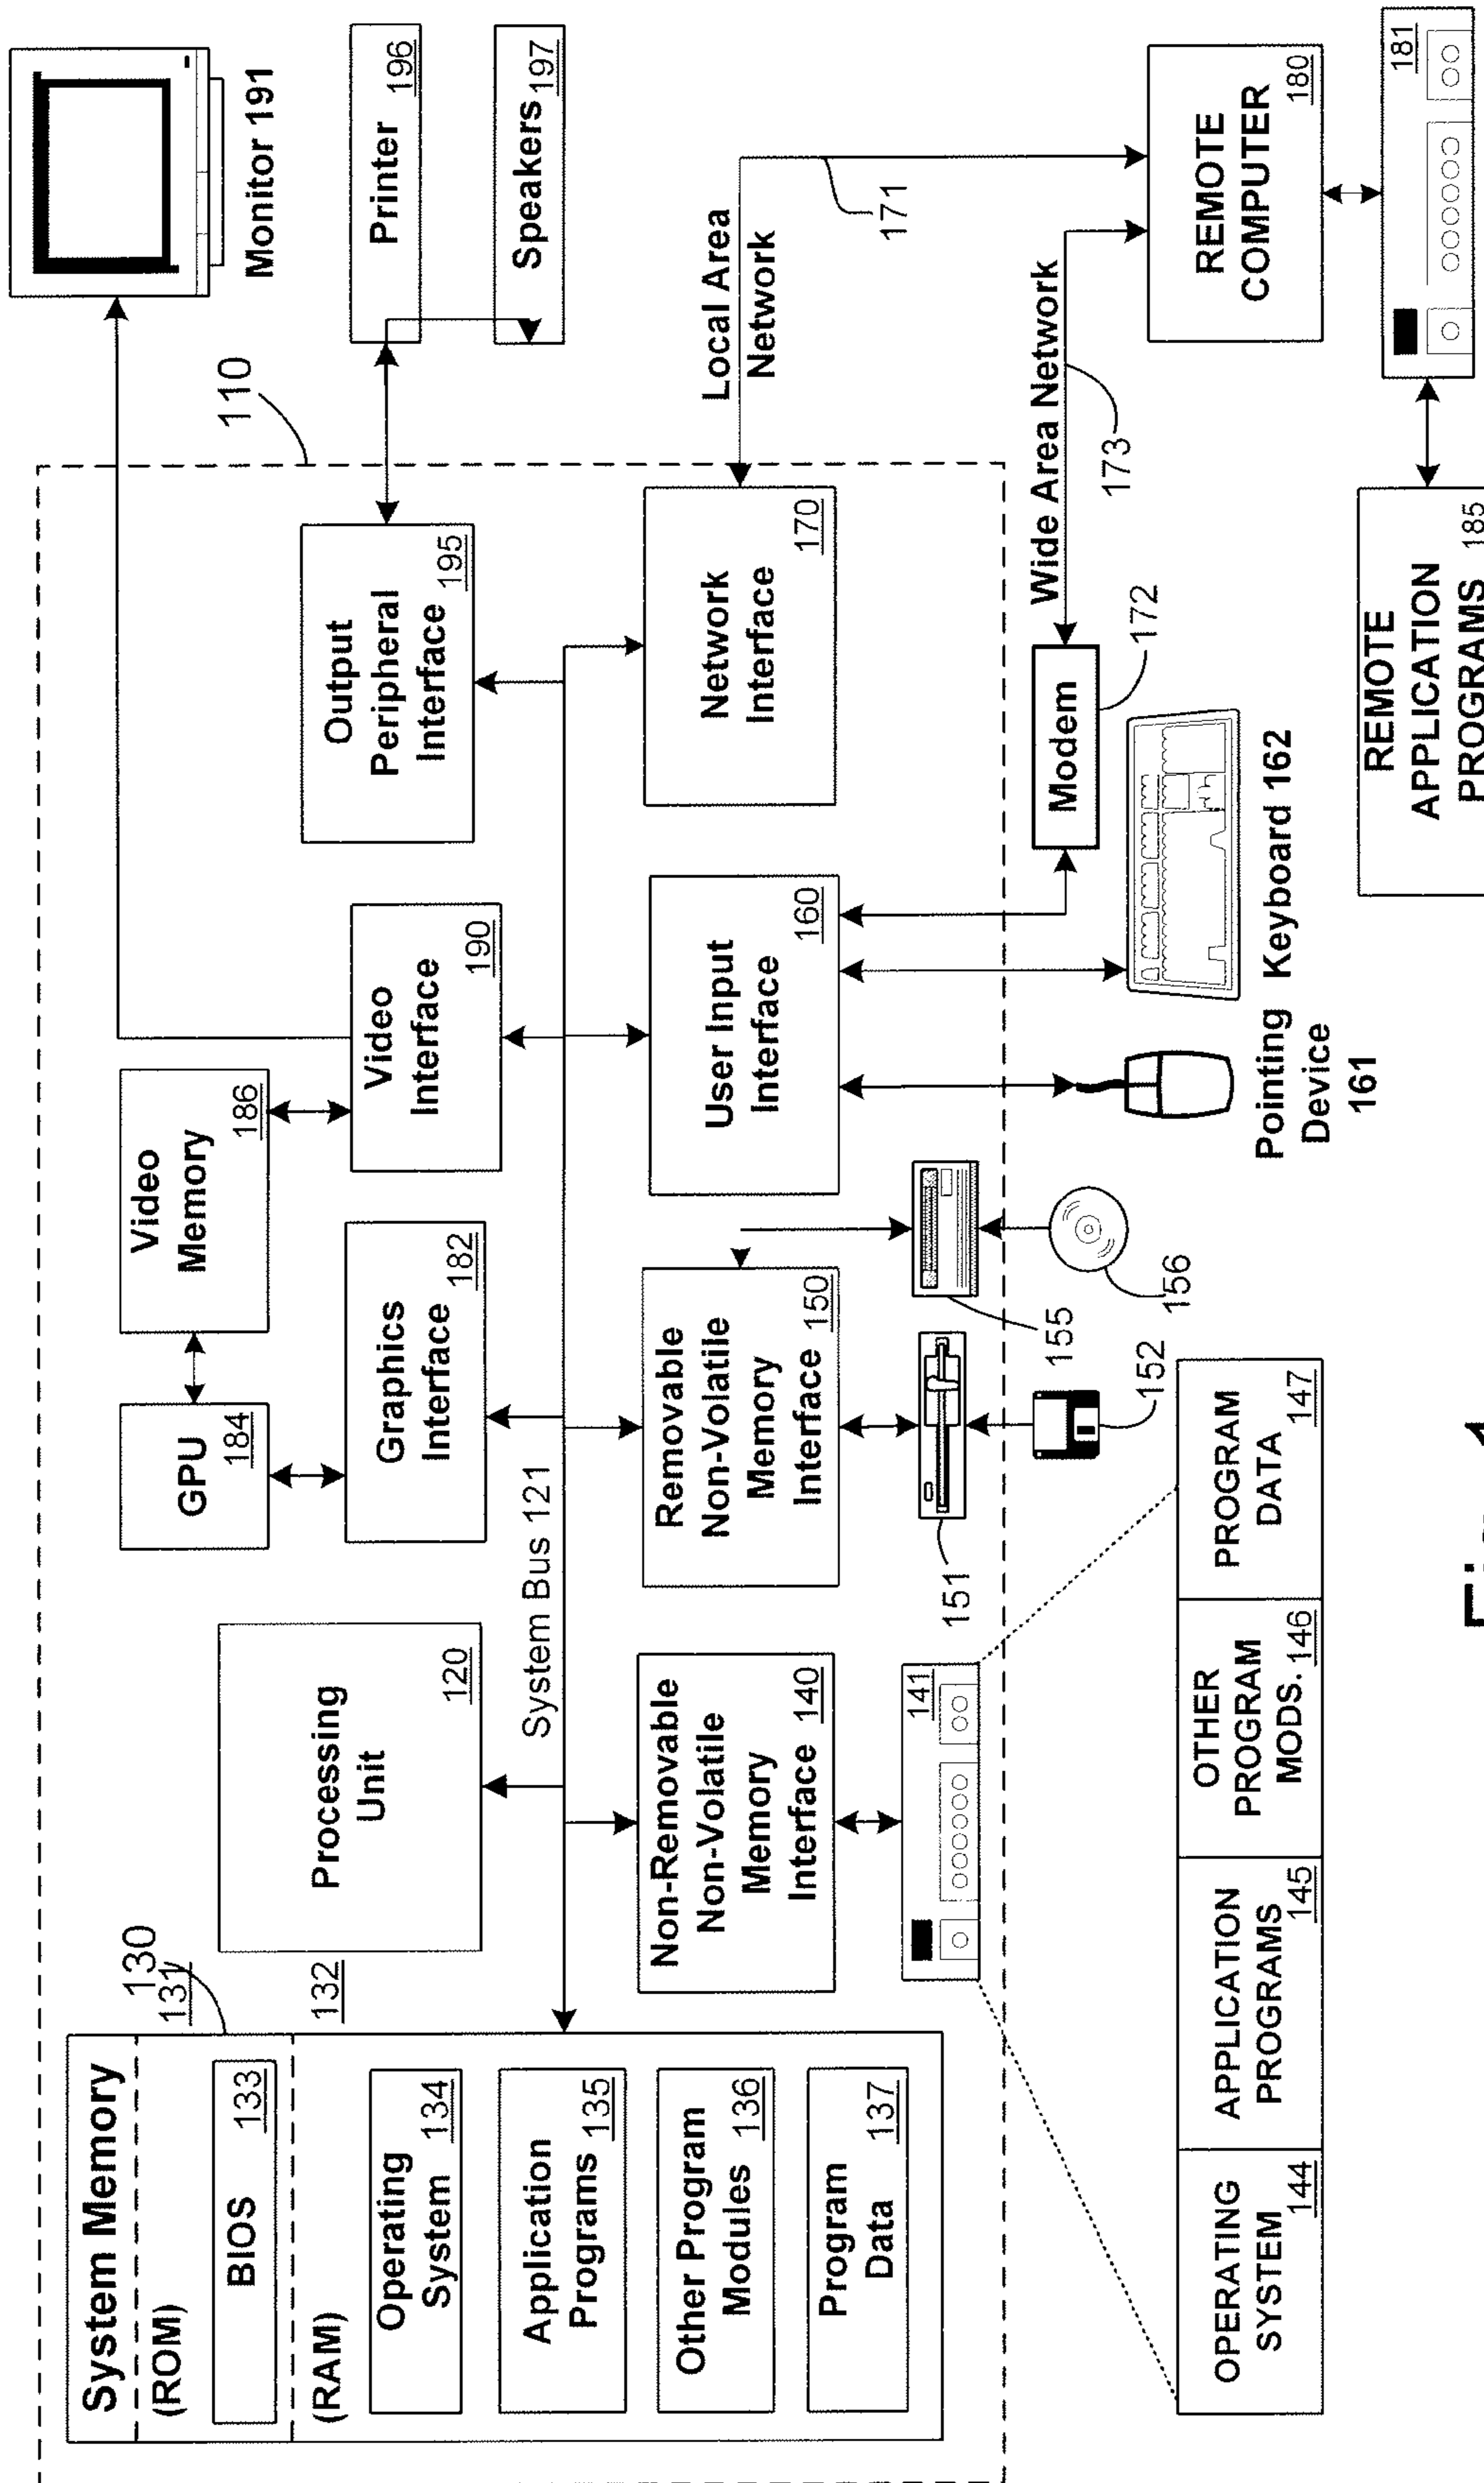 System Memory
(ROM)
131
130
BIOS
133
(RAM)
132
Operating
System
134
Application
Programs
135
Other Program
Modules
136
Program
Data
137
Processing
Unit
120
System Bus 121
GPU
184
Video
Memory
186
Graphics
Interface
182
Video
Interface
190
Output
Peripheral
Interface
195
110
Monitor 191
Printer
196
Speakers
197
Non-Removable
Non-Volatile
Memory
Interface
140
Removable
Non-Volatile
Memory
Interface
150
User Input
Interface
160
Network
Interface
170
Local Area
Network
171
141
151
152
155
156
Modem
172
Wide Area Network
173
Pointing
Device
161
Keyboard 162
REMOTE
COMPUTER
180
181
REMOTE
APPLICATION
PROGRAMS
185
OPERATING
SYSTEM
144
APPLICATION
PROGRAMS
145
OTHER
PROGRAM
MODS.
146
PROGRAM
DATA
147